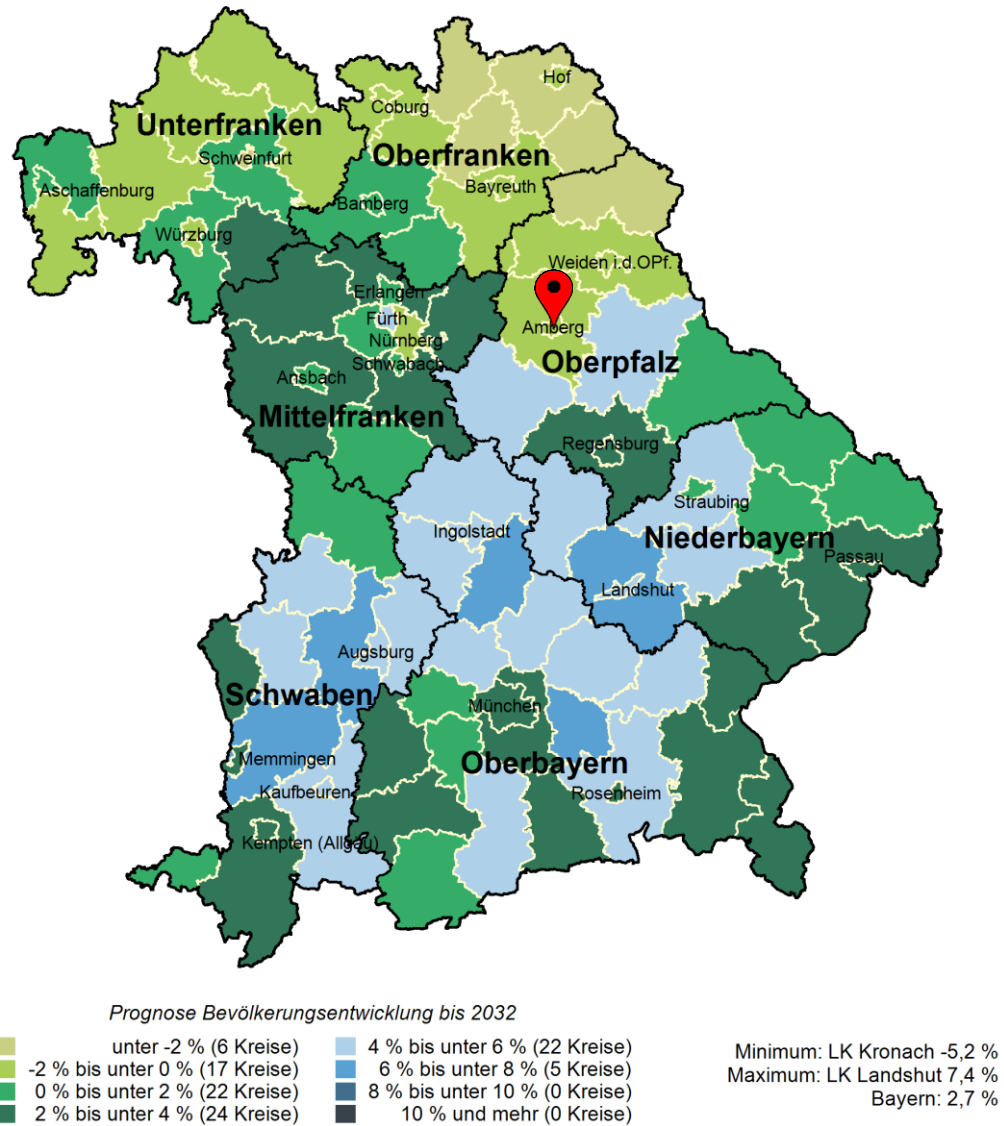 Hof
Coburg
Unterfranken
Oberfranken
Schweinfurt
Aschaffenburg
Bayreuth
Bamberg
Würzburg
Weiden i.d.OPf.
Erlangen
Fürth
Amberg
Nürnberg
Oberpfalz
Schwabach
Ansbach
Mittelfranken
Regensburg
Straubing
Ingolstadt
Niederbayern
Passau
Landshut
Augsburg
Schwaben
München
Memmingen
Oberbayern
Kaufbeuren
Rosenheim
Kempten (Allgäu)
Prognose Bevölkerungsentwicklung bis 2032
unter -2 % (6 Kreise)
-2 % bis unter 0 % (17 Kreise)
0 % bis unter 2 % (22 Kreise)
2 % bis unter 4 % (24 Kreise)
4 % bis unter 6 % (22 Kreise)
6 % bis unter 8 % (5 Kreise)
8 % bis unter 10 % (0 Kreise)
10 % und mehr (0 Kreise)
Minimum: LK Kronach -5,2 %
Maximum: LK Landshut 7,4 %
Bayern: 2,7 %